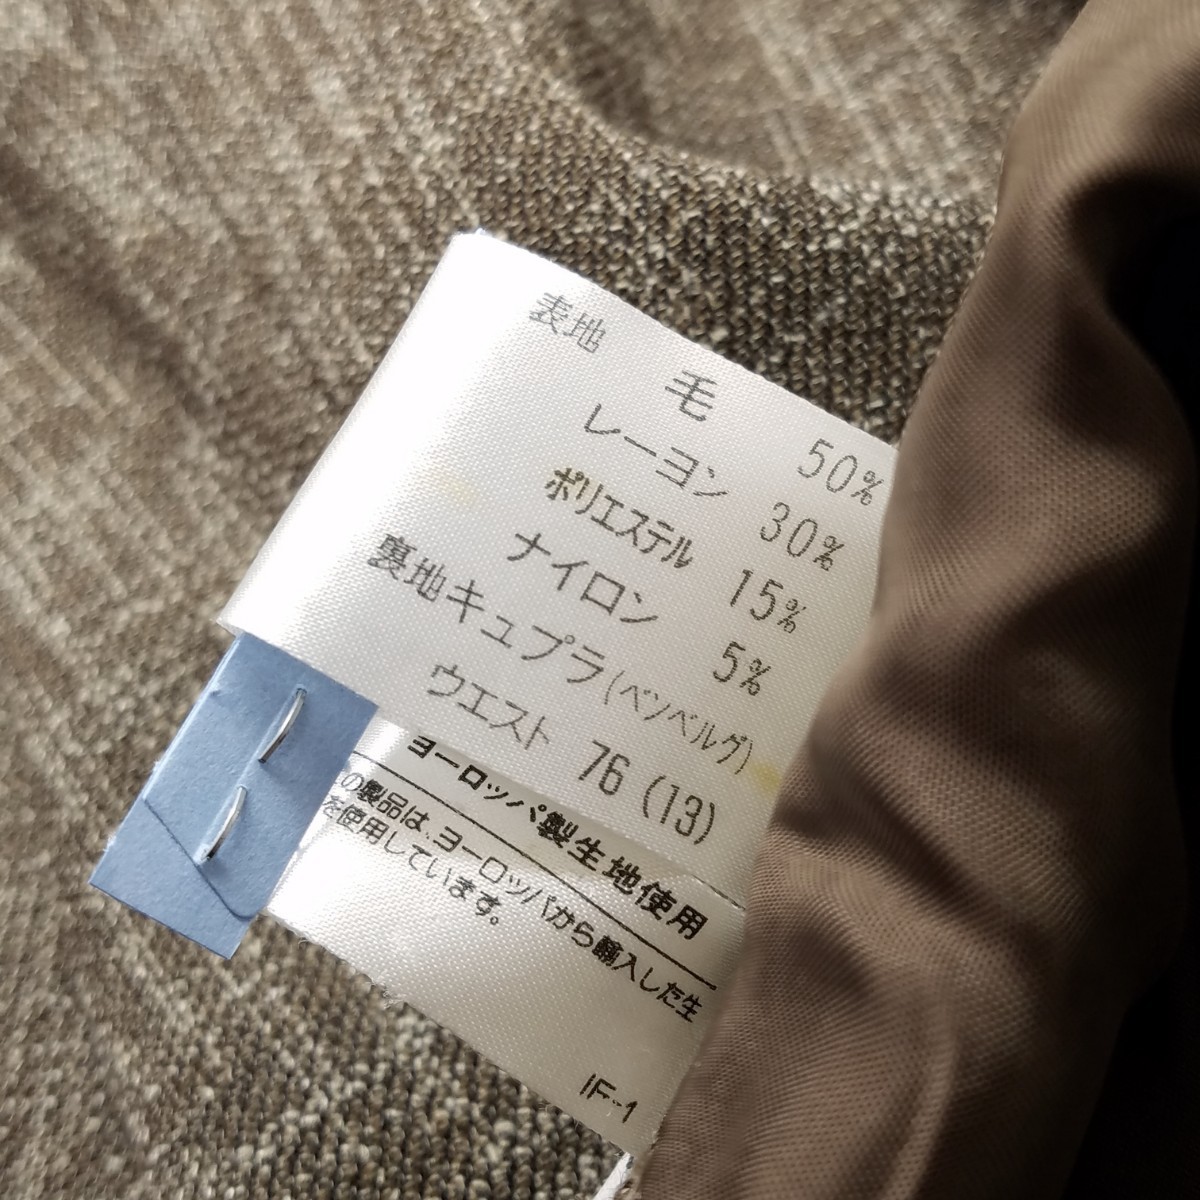 表地
毛 50%
レーヨン 30%
ポリエステル 15%
ナイロン 5%
裏地キュプラ(ベンベルグ)
ウエスト 76 (13)
ヨーロッパ製生地使用
の製品は、ヨーロッパから輸入した生
を使用しています。
IF-1